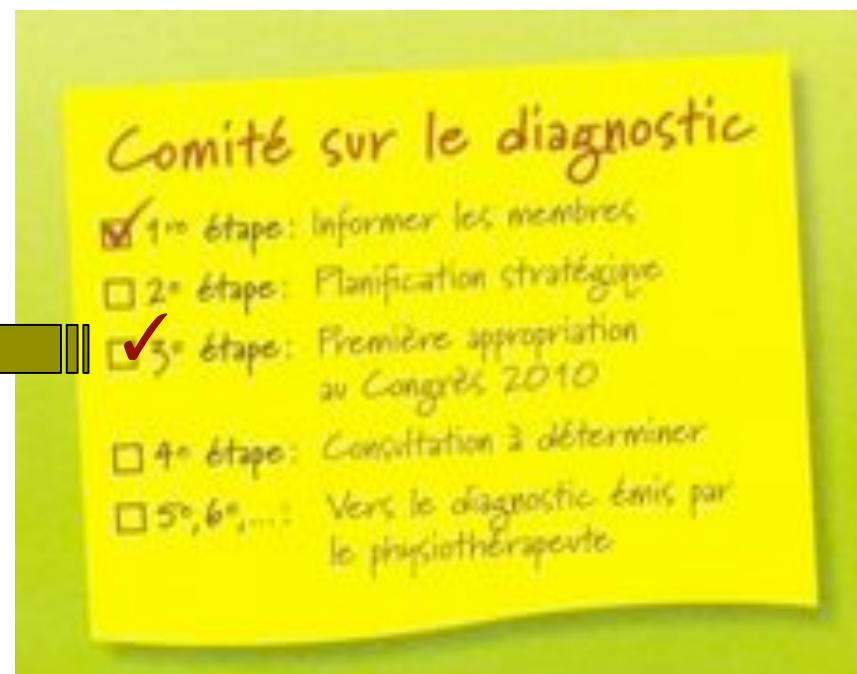 Comité sur le diagnostic
1re étape: Informer les membres
2e étape: Planification stratégique
3e étape: Première appropriation
au Congrès 2010
4e étape: Consultation à déterminer
5e, 6e, ...: Vers le diagnostic émis par
le physiothérapeute